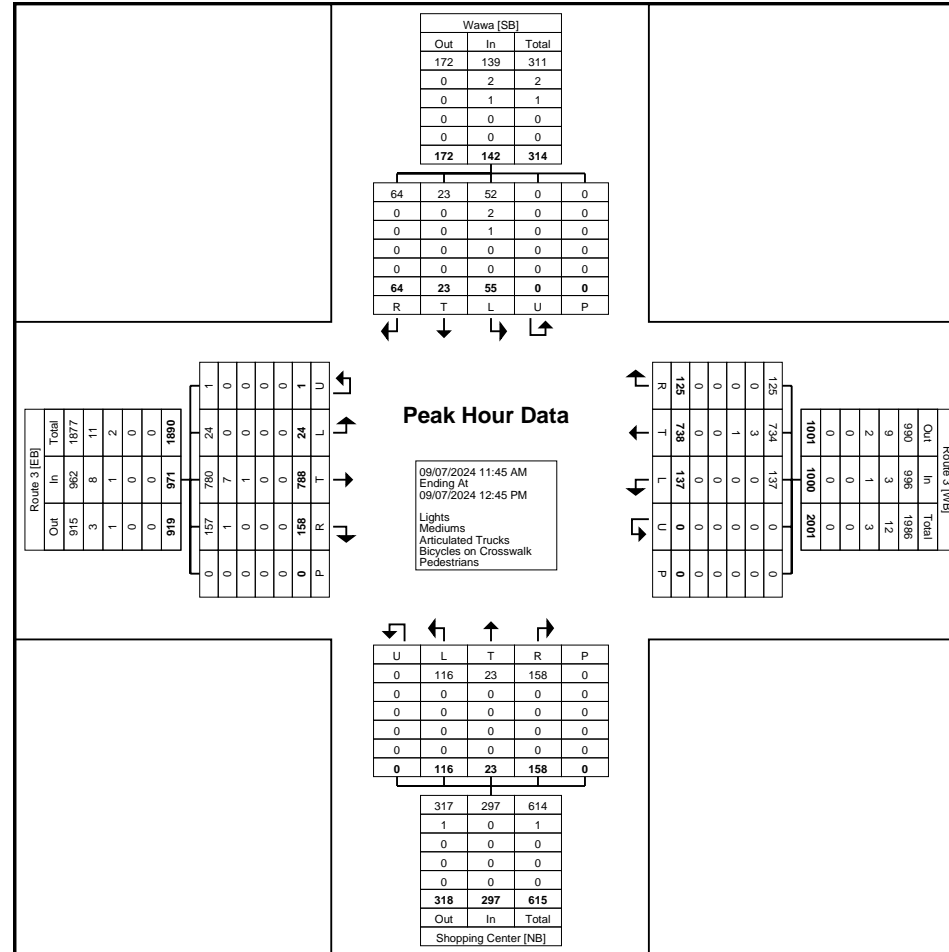 Wawa [SB]
Out In Total
172 139 311
0 2 2
0 1 1
0 0 0
0 0 0
172 142 314
64 23 52 0 0
0 0 2 0 0
0 0 1 0 0
0 0 0 0 0
0 0 0 0 0
64 23 55 0 0
R T L U P
Route 3 [EB]
Total 1877 11 2 0 0 1890
In 962 8 1 0 0 971
Out 915 3 1 0 0 919
1 0 0 0 0 1 U
24 0 0 0 0 24 L
780 7 1 0 0 788 T
157 1 0 0 0 158 R
0 0 0 0 0 0 P
Peak Hour Data
09/07/2024 11:45 AM
Ending At
09/07/2024 12:45 PM
Lights
Mediums
Articulated Trucks
Bicycles on Crosswalk
Pedestrians
R 125 0 0 0 0 125
T 738 0 0 1 3 734
L 137 0 0 0 0 137
U 0 0 0 0 0 0
P 0 0 0 0 0 0
1001 0 0 2 9 990 Out
1000 0 0 1 3 996 In
2001 0 0 3 12 1986 Total
Route 3 [WB]
U L T R P
0 116 23 158 0
0 0 0 0 0
0 0 0 0 0
0 0 0 0 0
0 0 0 0 0
0 116 23 158 0
317 297 614
1 0 1
0 0 0
0 0 0
0 0 0
318 297 615
Out In Total
Shopping Center [NB]